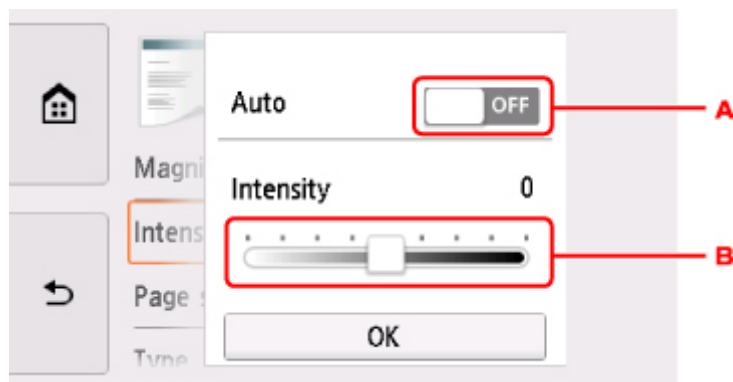 Auto OFF A
Magni
Intensity 0
Intens
B
Page
OK
Type